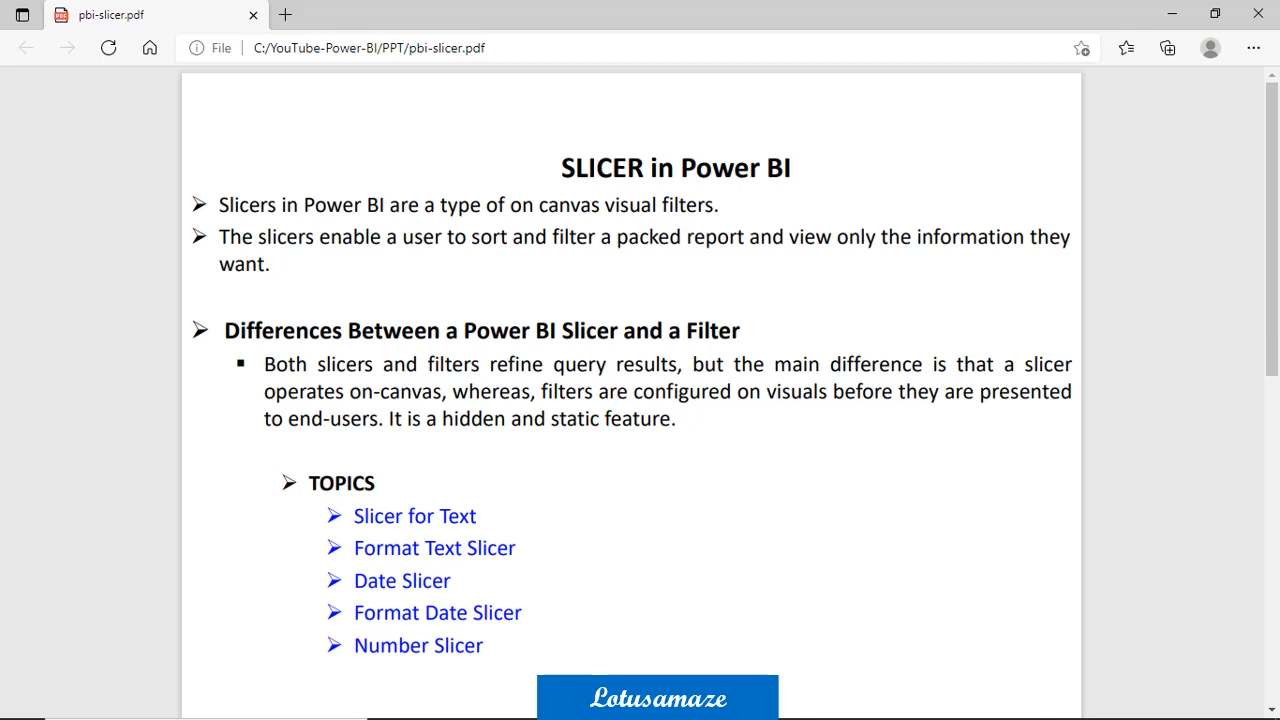 pbi-slicer.pdf
File
C:/YouTube-Power-BI/PPT/pbi-slicer.pdf
SLICER in Power BI
Slicers in Power BI are a type of on canvas visual filters.
The slicers enable a user to sort and filter a packed report and view only the information they
want.
Differences Between a Power BI Slicer and a Filter
Both slicers and filters refine query results, but the main difference is that a slicer
operates on-canvas, whereas, filters are configured on visuals before they are presented
to end-users. It is a hidden and static feature.
TOPICS
Slicer for Text
Format Text Slicer
Date Slicer
Format Date Slicer
Number Slicer
Lotusamaze